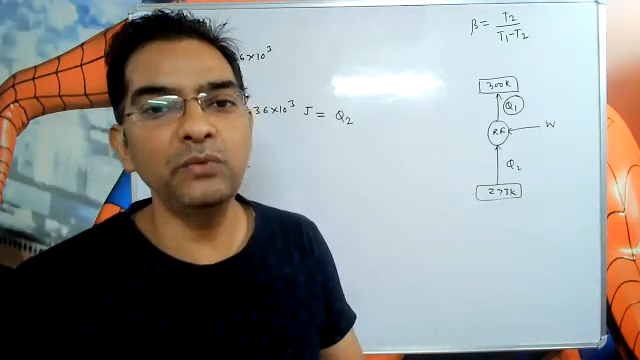 β = T2 / T1-T2
6×10³
300K
36×10³ J = Q2
Q1
RF
W
Q2
273K